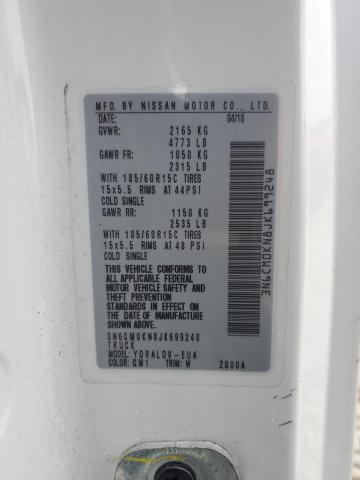 MFD. BY NISSAN MOTOR CO., LTD.
DATE: 04/18
GVWR: 2165 KG
4773 LB
GAWR FR: 1050 KG
2315 LB
WITH 185/60R15C TIRES
15x5.5 RIMS AT 44PSI
COLD SINGLE
GAWR RR: 1150 KG
2535 LB
WITH 185/60R15C TIRES
15x5.5 RIMS AT 48 PSI
COLD SINGLE
THIS VEHICLE CONFORMS TO
ALL APPLICABLE FEDERAL
MOTOR VEHICLE SAFETY
STANDARDS IN EFFECT ON
THE DATE OF MANUFACTURE
SHOWN ABOVE
3N6CM0KN8JK699248
TRUCK
MODEL: YDRALDV-EUA
COLOR: QM1 TRIM: W ZS00A
3N6CM0KN8JK699248